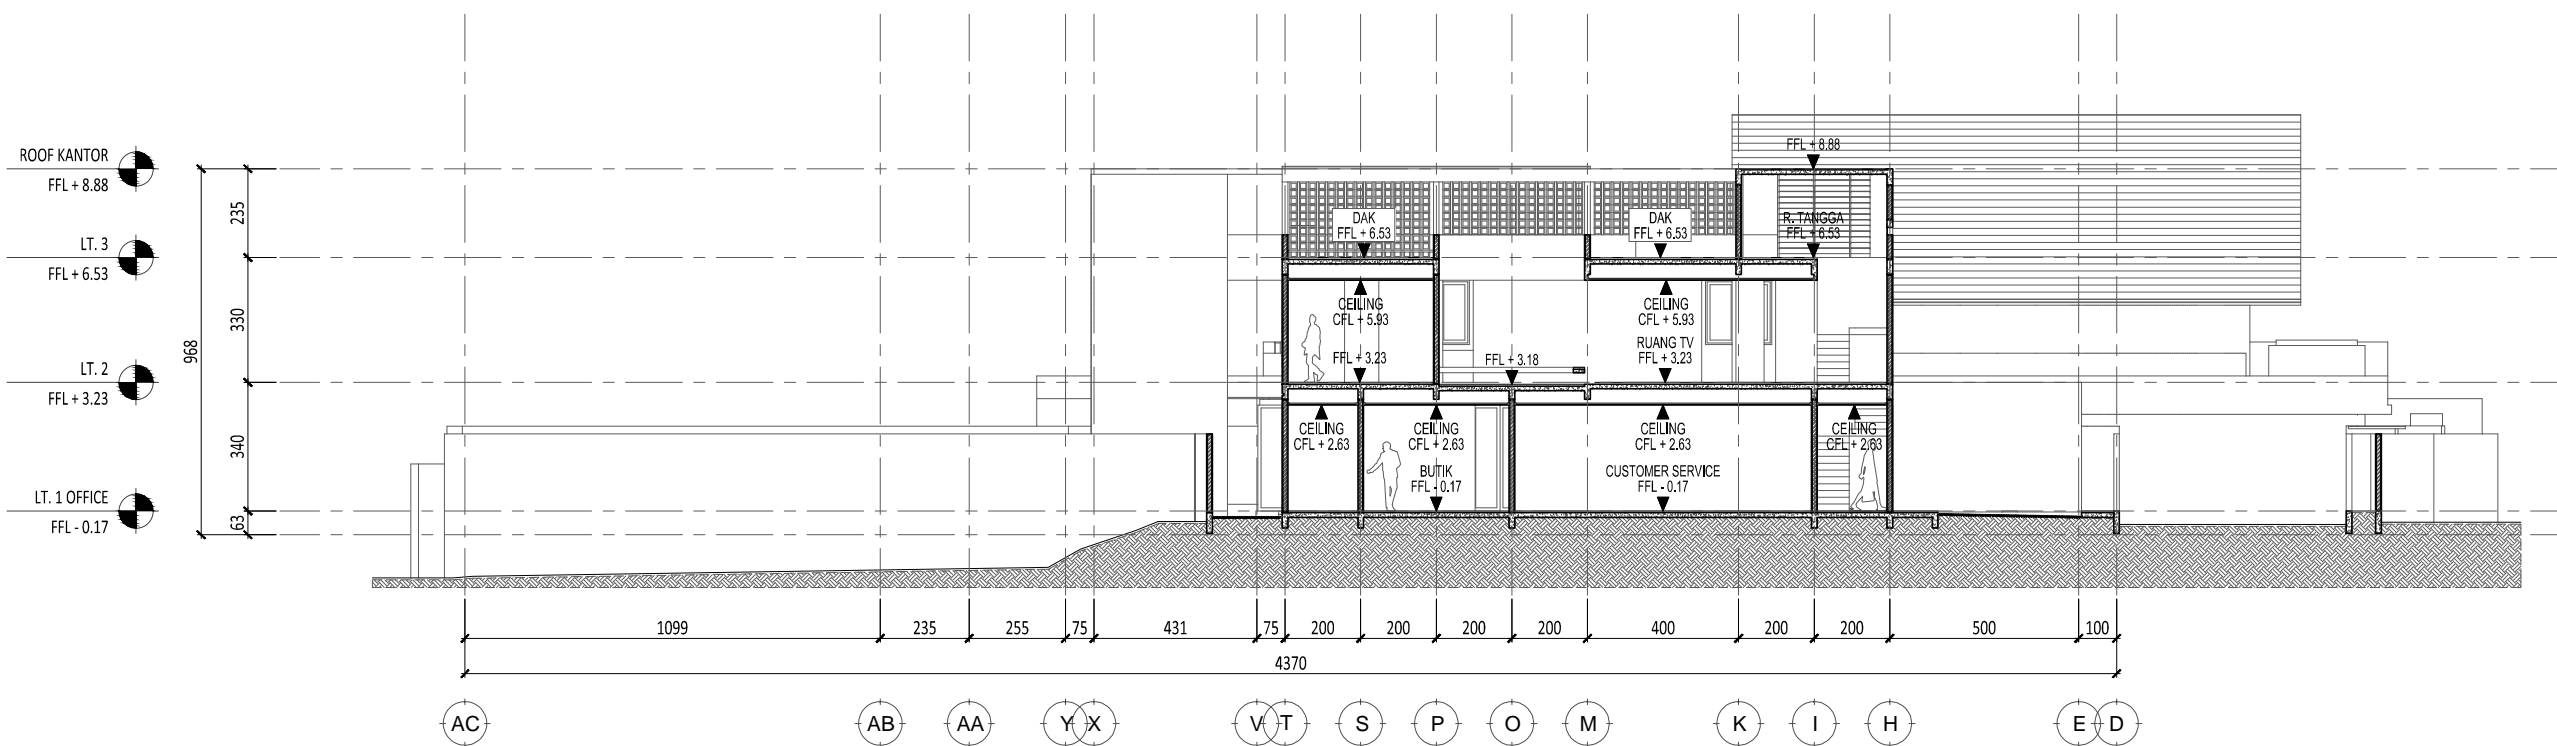 ROOF KANTOR
FFL + 8.88
LT. 3
FFL + 6.53
LT. 2
FFL + 3.23
LT. 1 OFFICE
FFL - 0.17
968
235
330
340
63
FFL + 8.88
DAK
FFL + 6.53
DAK
FFL + 6.53
R. TANGGA
FFL + 6.53
CEILING
CFL + 5.93
FFL + 3.23
FFL + 3.18
CEILING
CFL + 5.93
RUANG TV
FFL + 3.23
CEILING
CFL + 2.63
CEILING
CFL + 2.63
BUTIK
FFL - 0.17
CEILING
CFL + 2.63
CUSTOMER SERVICE
FFL - 0.17
CEILING
CFL + 2.63
1099 235 255 75 431 75 200 200 200 200 400 200 200 500 100
4370
AC AB AA Y X V T S P O M K I H E D